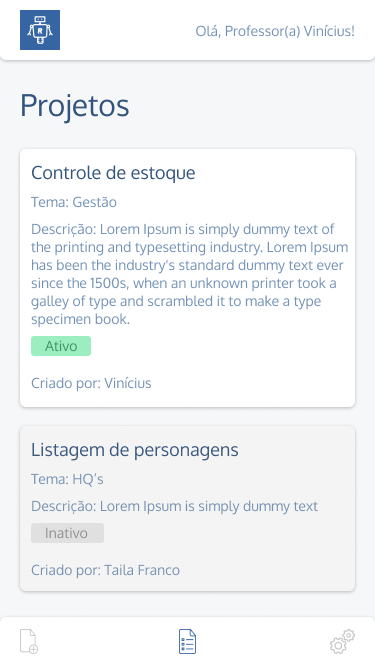 Olá, Professor(a) Vinícius!
Projetos
Controle de estoque
Tema: Gestão
Descrição: Lorem Ipsum is simply dummy text of
the printing and typesetting industry. Lorem Ipsum
has been the industry's standard dummy text ever
since the 1500s, when an unknown printer took a
galley of type and scrambled it to make a type
specimen book.
Ativo
Criado por: Vinícius
Listagem de personagens
Tema: HQ's
Descrição: Lorem Ipsum is simply dummy text
Inativo
Criado por: Taila Franco